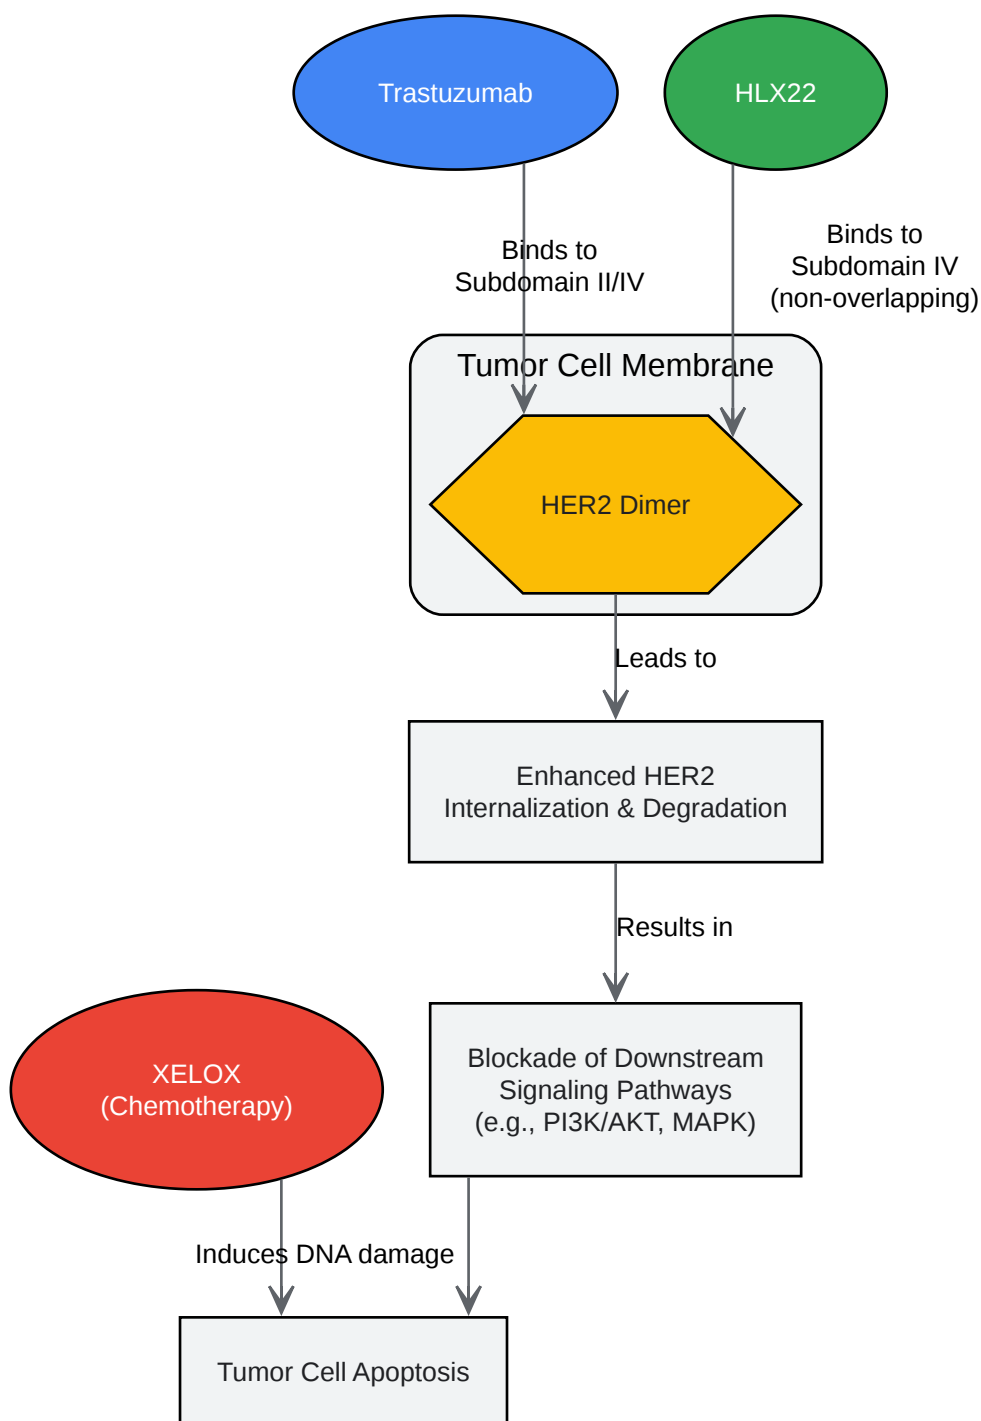 Trastuzumab
HLX22
Binds to
Subdomain II/IV
Binds to
Subdomain IV
(non-overlapping)
Tumor Cell Membrane
HER2 Dimer
Leads to
Enhanced HER2
Internalization & Degradation
Results in
XELOX
(Chemotherapy)
Blockade of Downstream
Signaling Pathways
(e.g., PI3K/AKT, MAPK)
Induces DNA damage
Tumor Cell Apoptosis